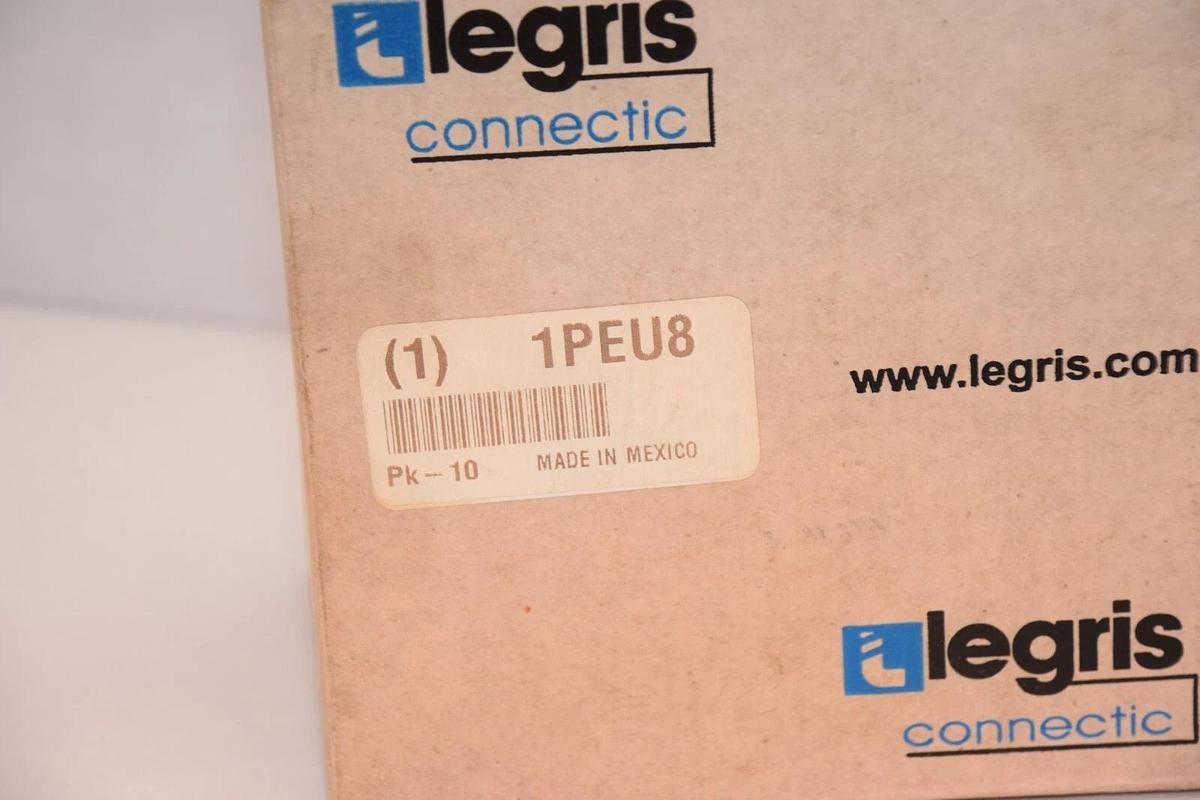 legris
connectic
(1) 1PEU8
Pk - 10 MADE IN MEXICO
www.legris.com
legris
connectic